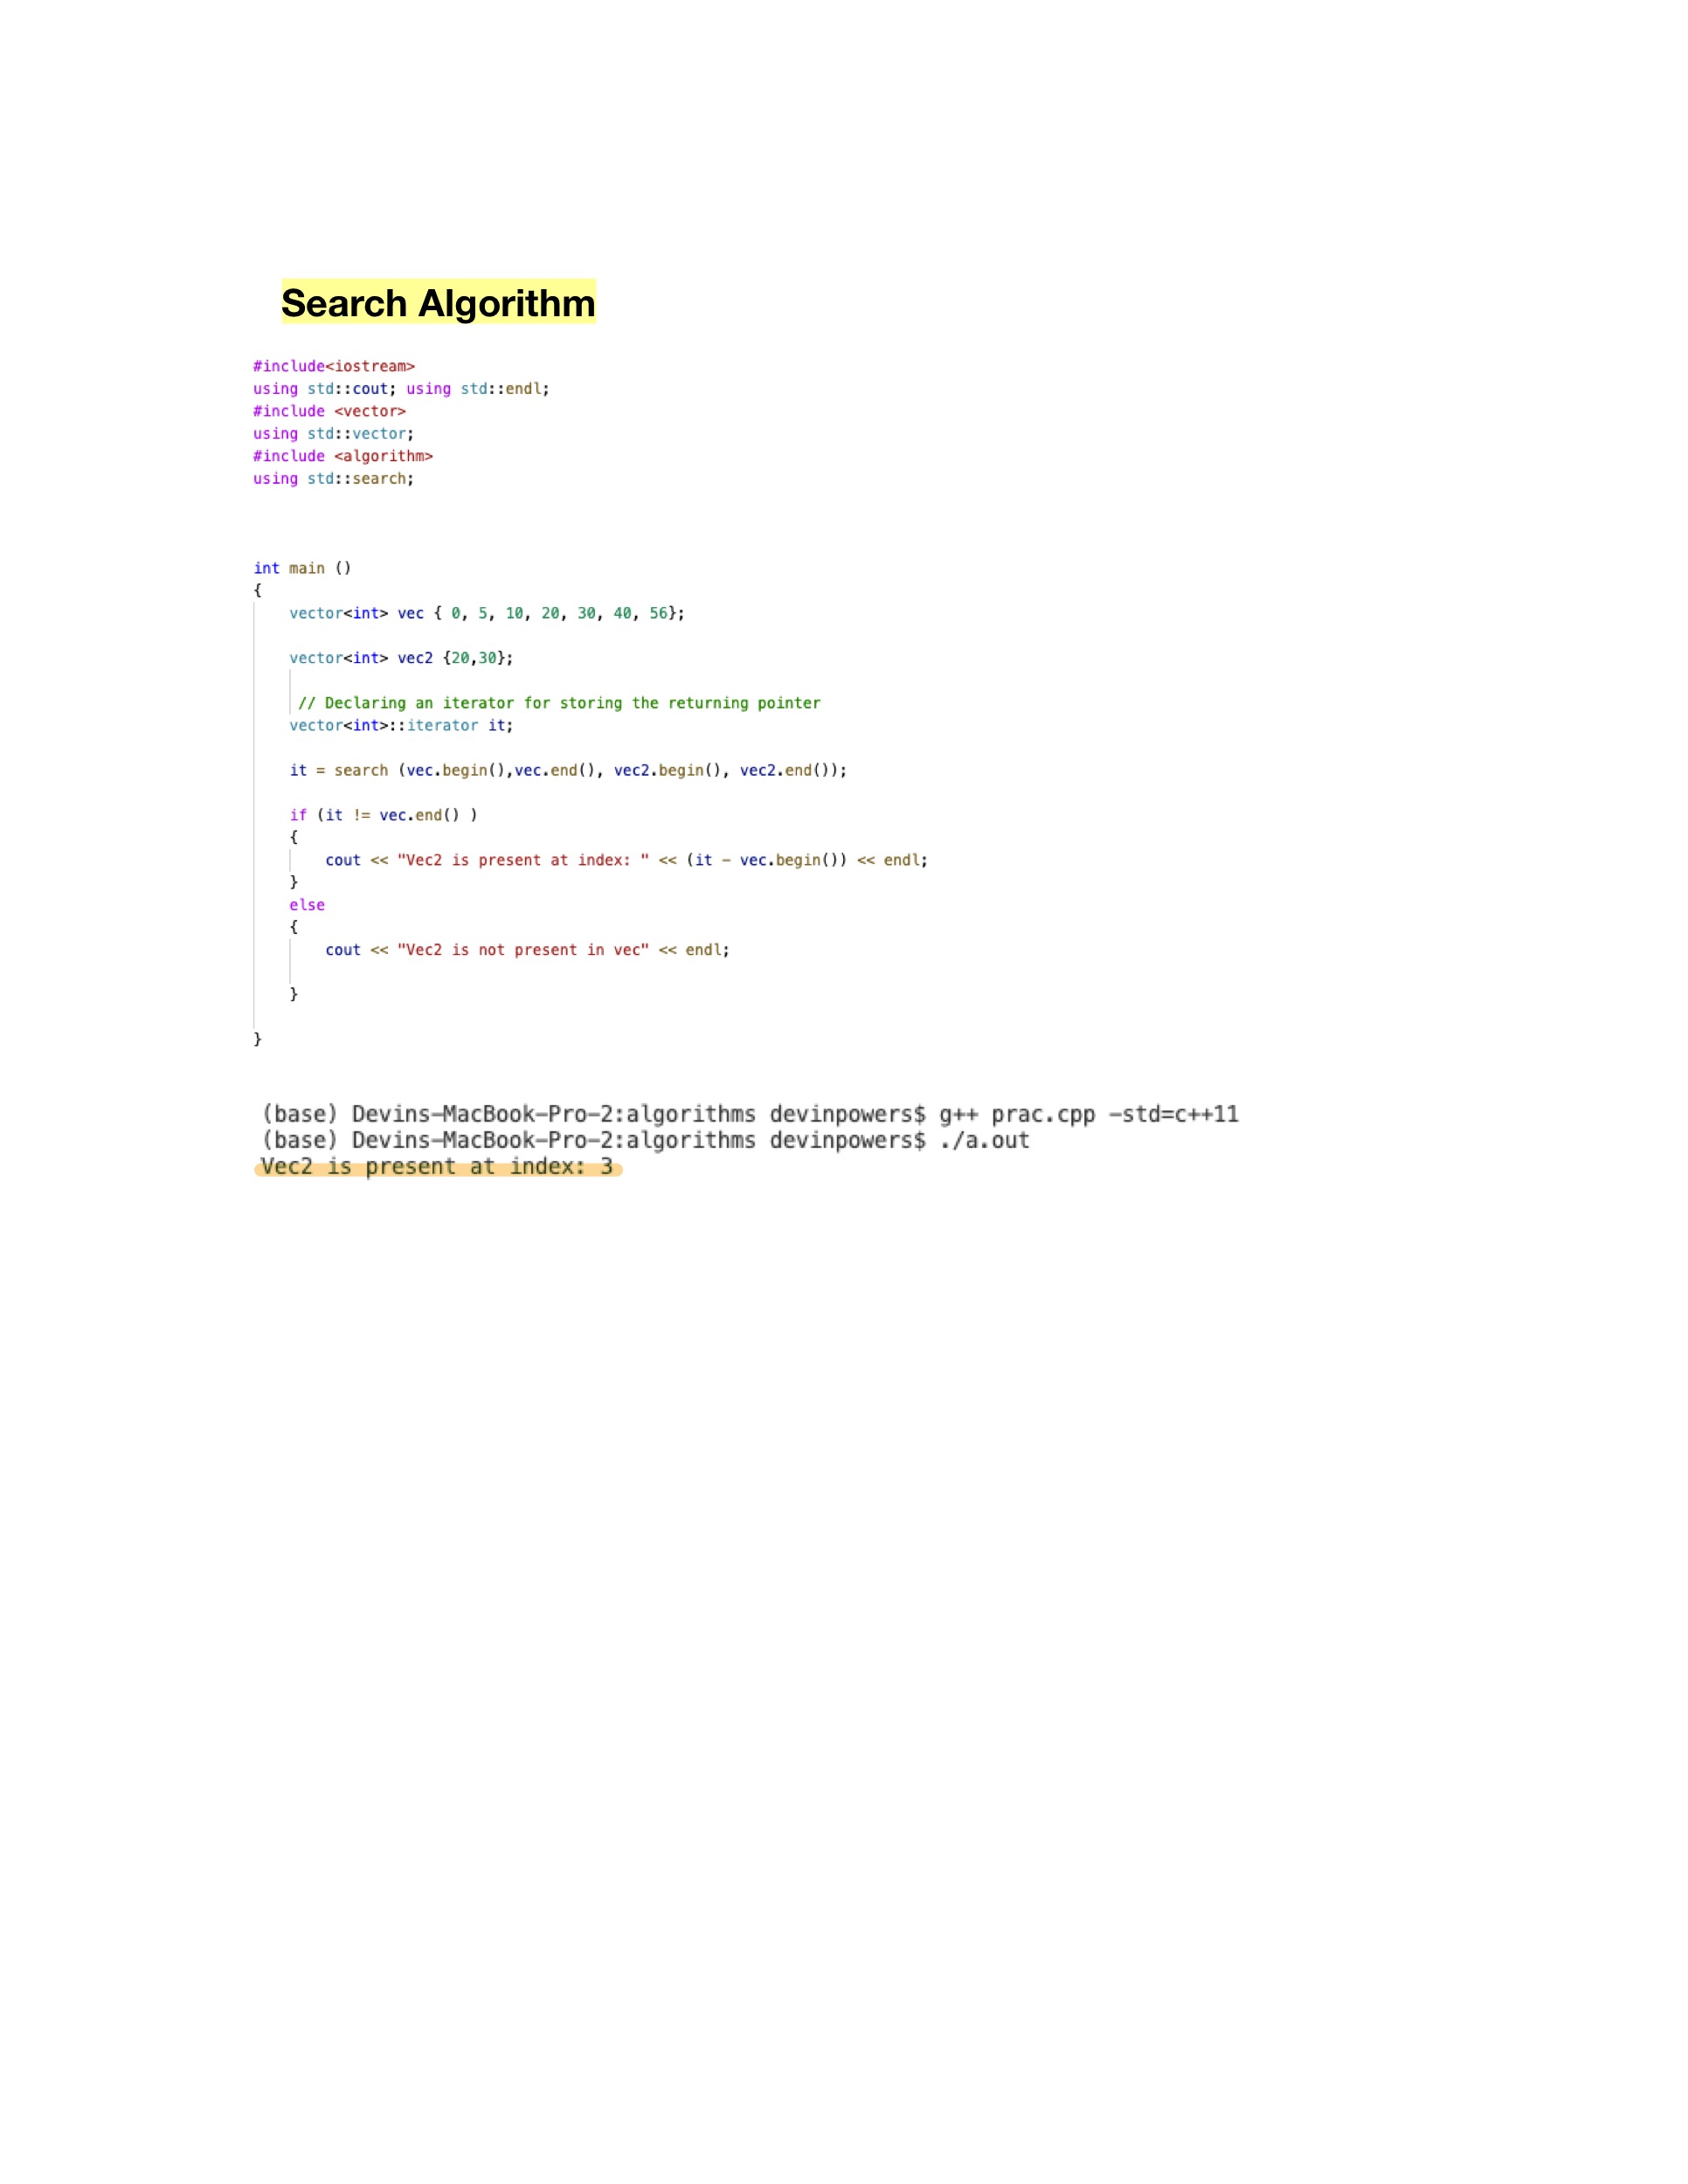 Search Algorithm
#include<iostream>
using std::cout; using std::endl;
#include <vector>
using std::vector;
#include <algorithm>
using std::search;
int main ()
{
vector<int> vec { 0, 5, 10, 20, 30, 40, 56};
vector<int> vec2 {20,30};
// Declaring an iterator for storing the returning pointer
vector<int>::iterator it;
it = search (vec.begin(),vec.end(), vec2.begin(), vec2.end());
if (it != vec.end() )
{
cout << "Vec2 is present at index: " << (it - vec.begin()) << endl;
}
else
{
cout << "Vec2 is not present in vec" << endl;
}
}
(base) Devins-MacBook-Pro-2:algorithms devinpowers$ g++ prac.cpp -std=c++11
(base) Devins-MacBook-Pro-2:algorithms devinpowers$ ./a.out
Vec2 is present at index: 3